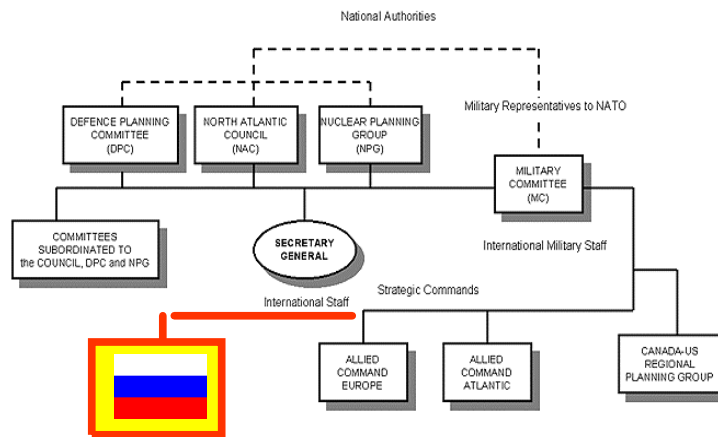 National Authorities
DEFENCE PLANNING
COMMITTEE
(DPC)
NORTH ATLANTIC
COUNCIL
(NAC)
NUCLEAR PLANNING
GROUP
(NPG)
Military Representatives to NATO
MILITARY
COMMITTEE
(MC)
COMMITTEES
SUBORDINATED TO
the COUNCIL, DPC and NPG
SECRETARY
GENERAL
International Military Staff
International Staff
Strategic Commands
ALLIED
COMMAND
EUROPE
ALLIED
COMMAND
ATLANTIC
CANADA-US
REGIONAL
PLANNING GROUP